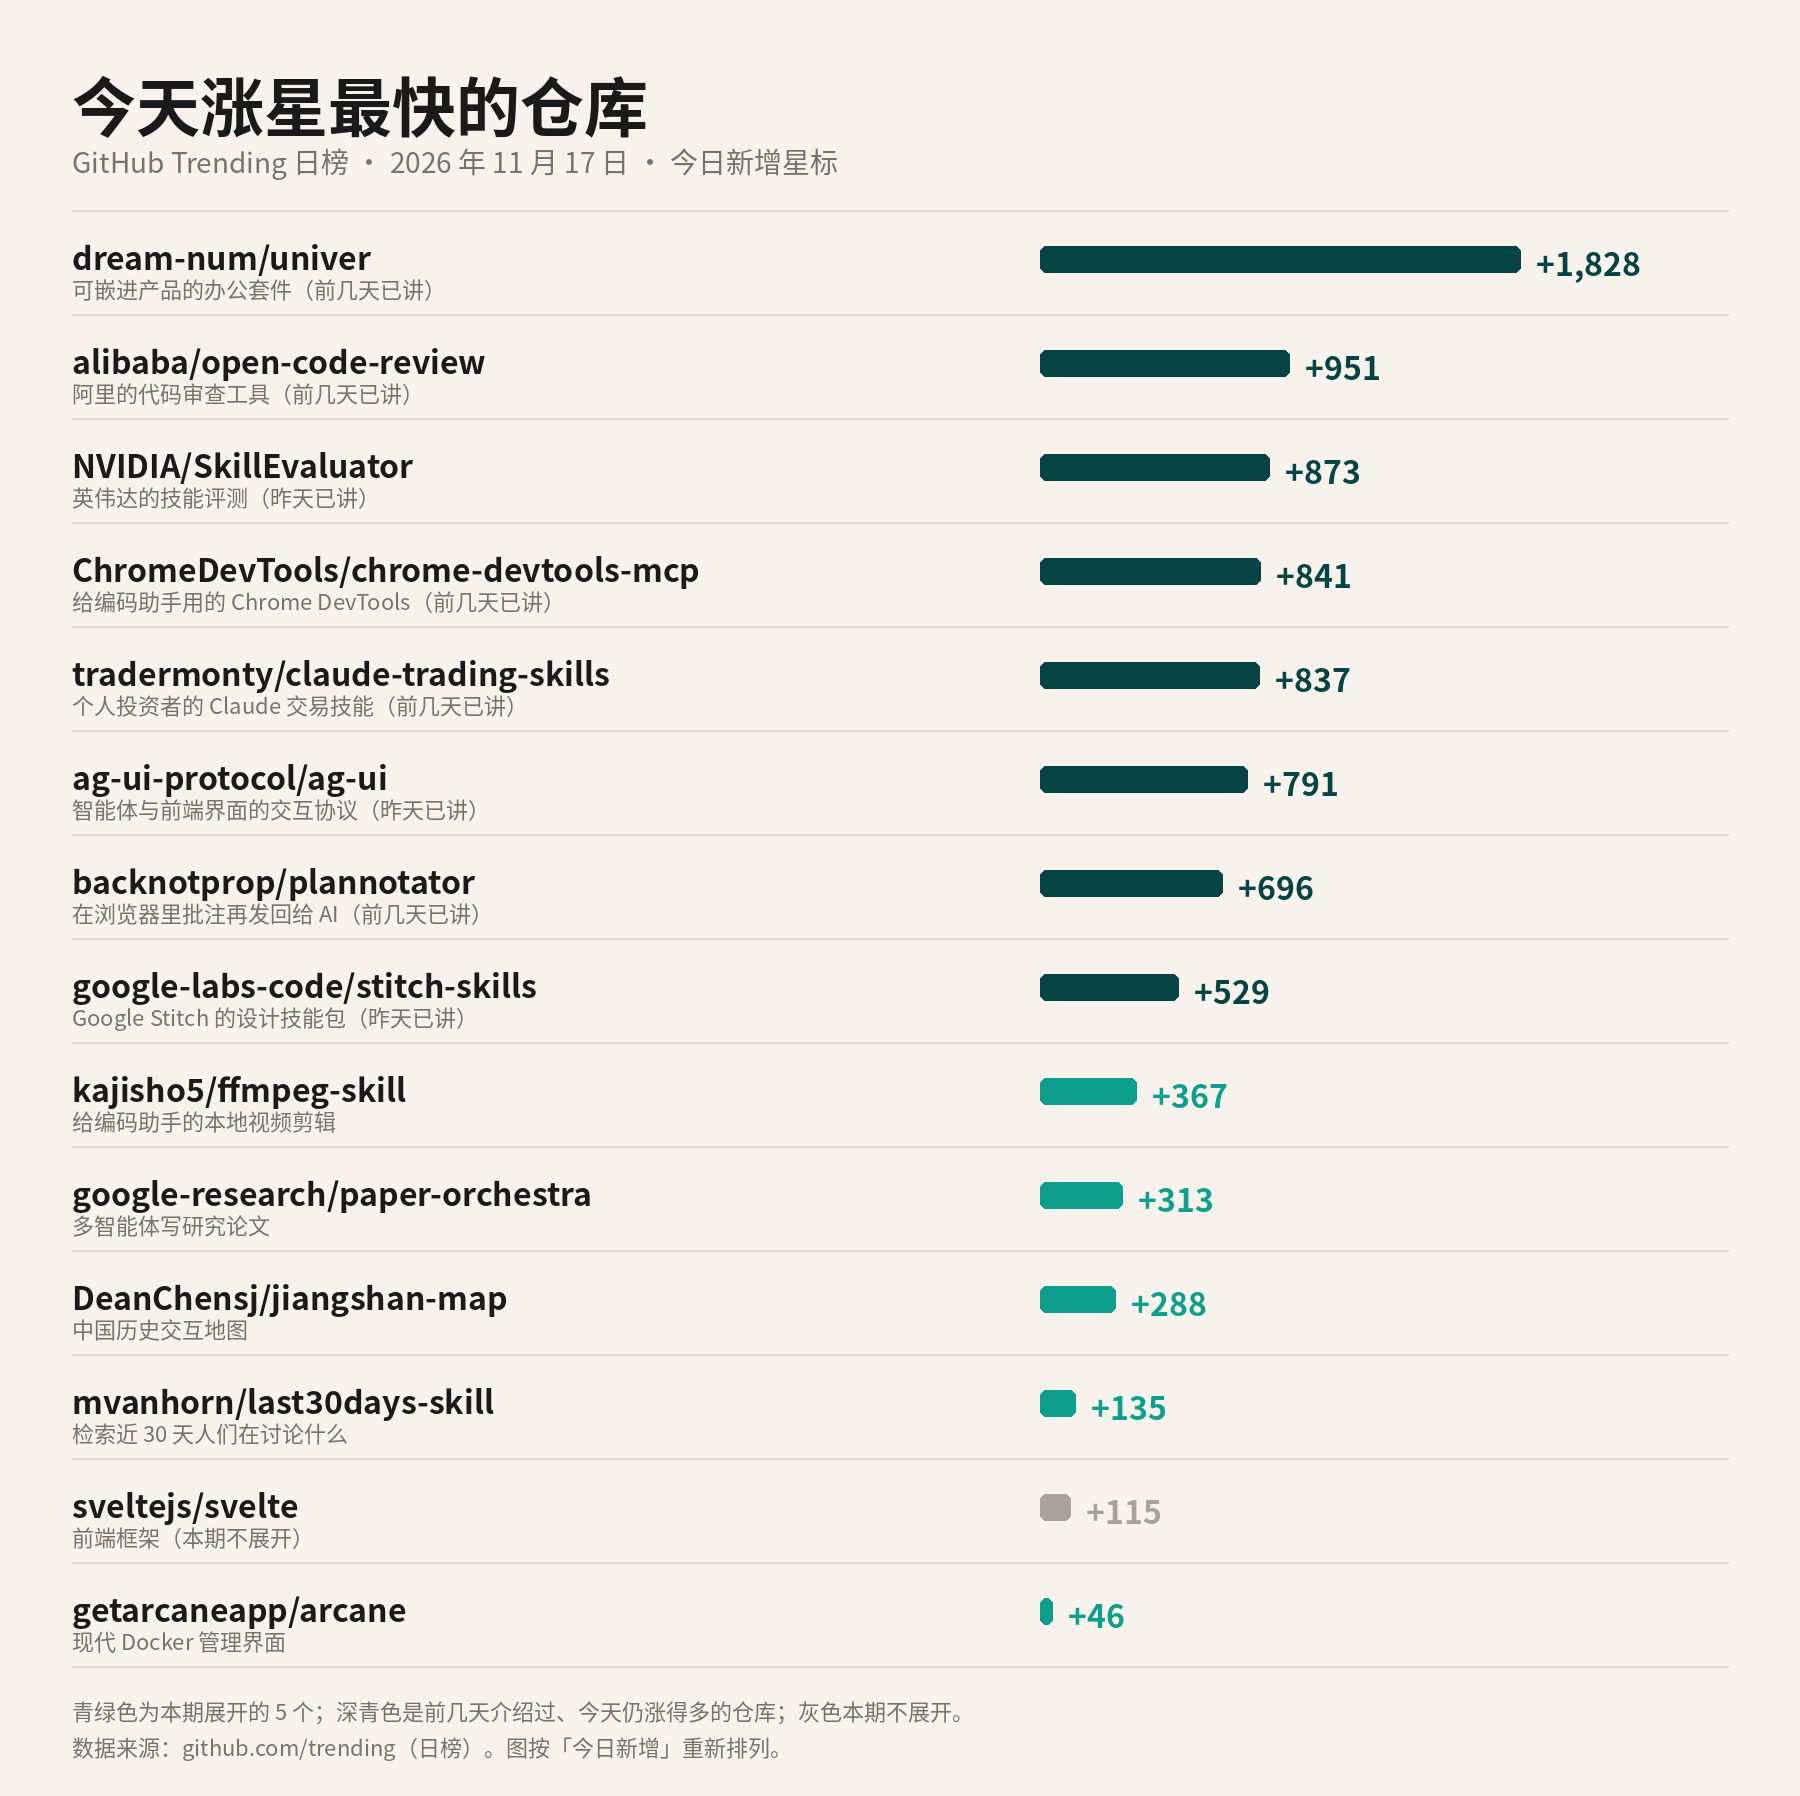 今天涨星最快的仓库
GitHub Trending 日榜 · 2026 年 11 月 17 日 · 今日新增星标
dream-num/univer
+1,828
可嵌进产品的办公套件（前几天已讲）
alibaba/open-code-review
+951
阿里的代码审查工具（前几天已讲）
NVIDIA/SkillEvaluator
+873
英伟达的技能评测（昨天已讲）
ChromeDevTools/chrome-devtools-mcp
+841
给编码助手用的 Chrome DevTools（前几天已讲）
tradermonty/claude-trading-skills
+837
个人投资者的 Claude 交易技能（前几天已讲）
ag-ui-protocol/ag-ui
+791
智能体与前端界面的交互协议（昨天已讲）
backnotprop/plannotator
+696
在浏览器里批注再发回给 AI（前几天已讲）
google-labs-code/stitch-skills
+529
Google Stitch 的设计技能包（昨天已讲）
kajisho5/ffmpeg-skill
+367
给编码助手的本地视频剪辑
google-research/paper-orchestra
+313
多智能体写研究论文
DeanChensj/jiangshan-map
+288
中国历史交互地图
mvanhorn/last30days-skill
+135
检索近 30 天人们在讨论什么
sveltejs/svelte
+115
前端框架（本期不展开）
getarcaneapp/arcane
+46
现代 Docker 管理界面
青绿色为本期展开的 5 个；深青色是前几天介绍过、今天仍涨得多的仓库；灰色本期不展开。
数据来源：github.com/trending（日榜）。图按「今日新增」重新排列。